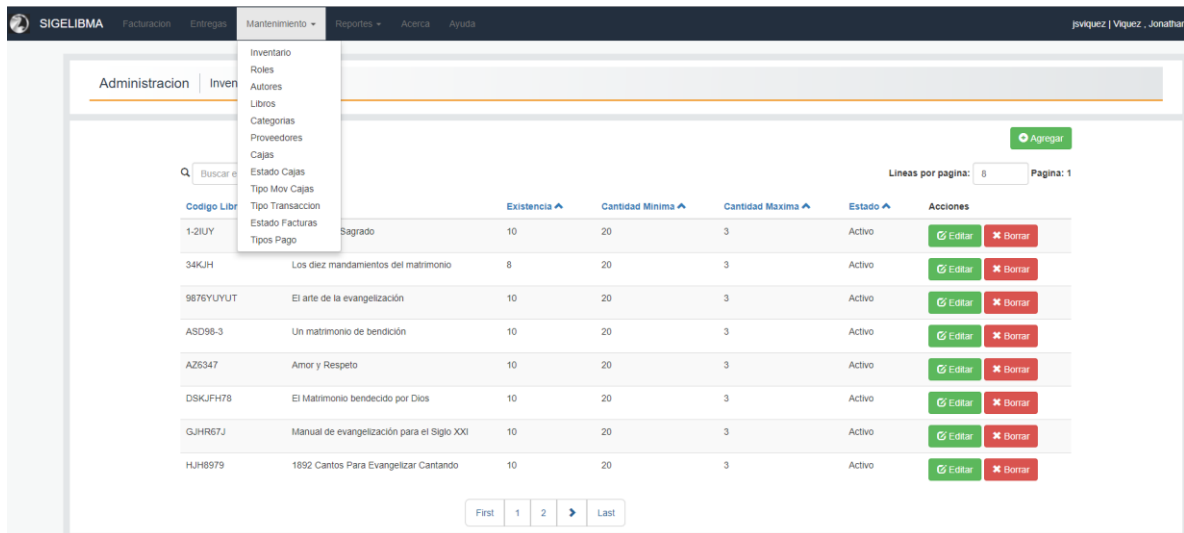 SIGELIBMA Facturacion Entregas Mantenimiento Reportes Acerca Ayuda jsviquez | Viquez , Jonathan
Inventario
Roles
Administracion Inven
Autores
Libros
Categorias
Proveedores
Agregar
Cajas
Estado Cajas
Buscar e Lineas por pagina: 8 Pagina: 1
Tipo Mov Cajas
Tipo Transaccion
Codigo Libr Existencia Cantidad Minima Cantidad Maxima Estado Acciones
Estado Facturas
1-2IUY Sagrado 10 20 3 Activo Editar Borrar
Tipos Pago
34KJH Los diez mandamientos del matrimonio 8 20 3 Activo Editar Borrar
9876YUYUT El arte de la evangelización 10 20 3 Activo Editar Borrar
ASD98-3 Un matrimonio de bendición 10 20 3 Activo Editar Borrar
AZ6347 Amor y Respeto 10 20 3 Activo Editar Borrar
DSKJFH78 El Matrimonio bendecido por Dios 10 20 3 Activo Editar Borrar
GJHR67J Manual de evangelización para el Siglo XXI 10 20 3 Activo Editar Borrar
HJH8979 1892 Cantos Para Evangelizar Cantando 10 20 3 Activo Editar Borrar
First 1 2 Last